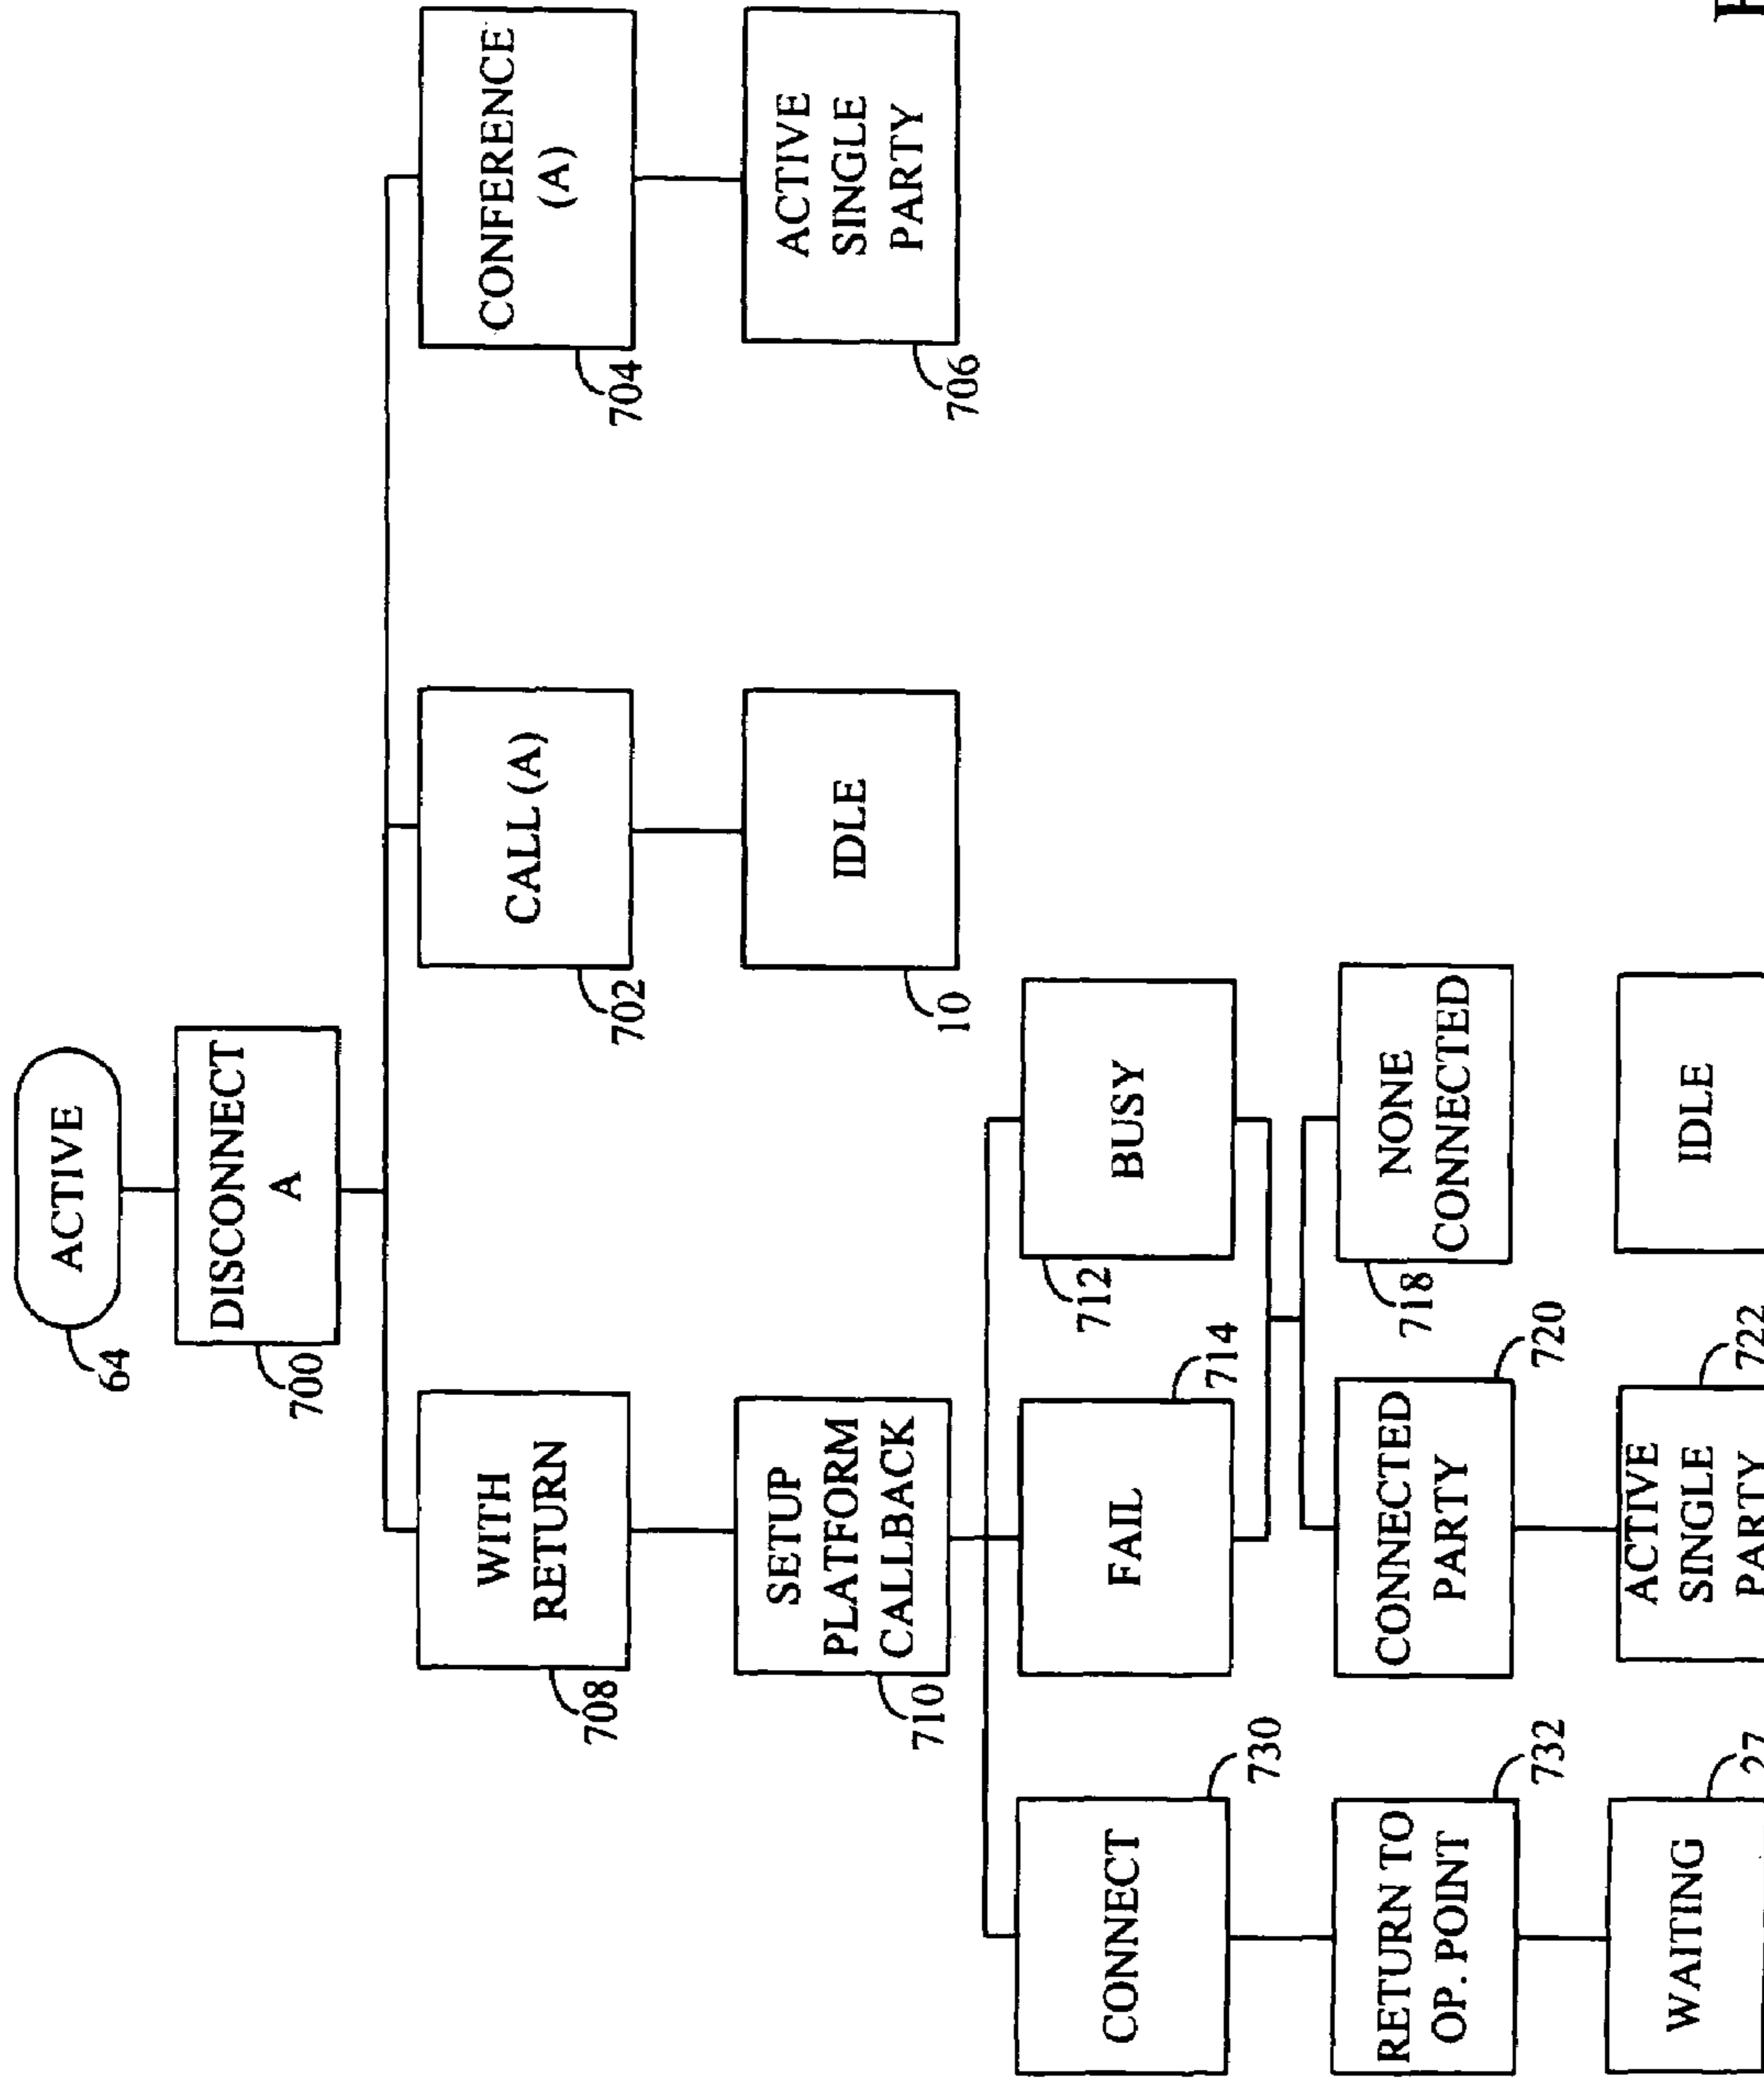 ACTIVE
64
DISCONNECT
A
700
WITH
RETURN
708
CALL (A)
702
CONFERENCE
(A)
704
SETUP
PLATFORM
CALLBACK
710
IDLE
10
ACTIVE
SINGLE
PARTY
706
CONNECT
730
FAIL
714
BUSY
712
RETURN TO
OP. POINT
732
CONNECTED
PARTY
720
NONE
CONNECTED
718
WAITING
27
ACTIVE
SINGLE
PARTY
722
IDLE